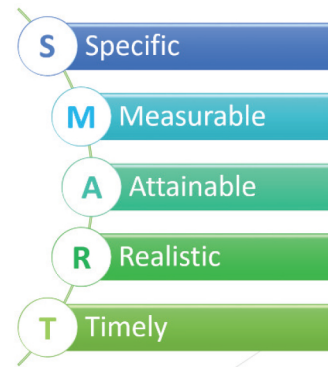 S Specific
M Measurable
A Attainable
R Realistic
T Timely